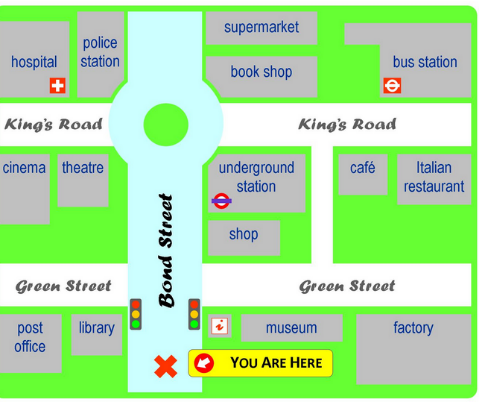 hospital
police
station
supermarket
book shop
bus station
King's Road
King's Road
cinema
theatre
underground
station
café
Italian
restaurant
shop
Bond Street
Green Street
Green Street
post
office
library
i
museum
factory
YOU ARE HERE